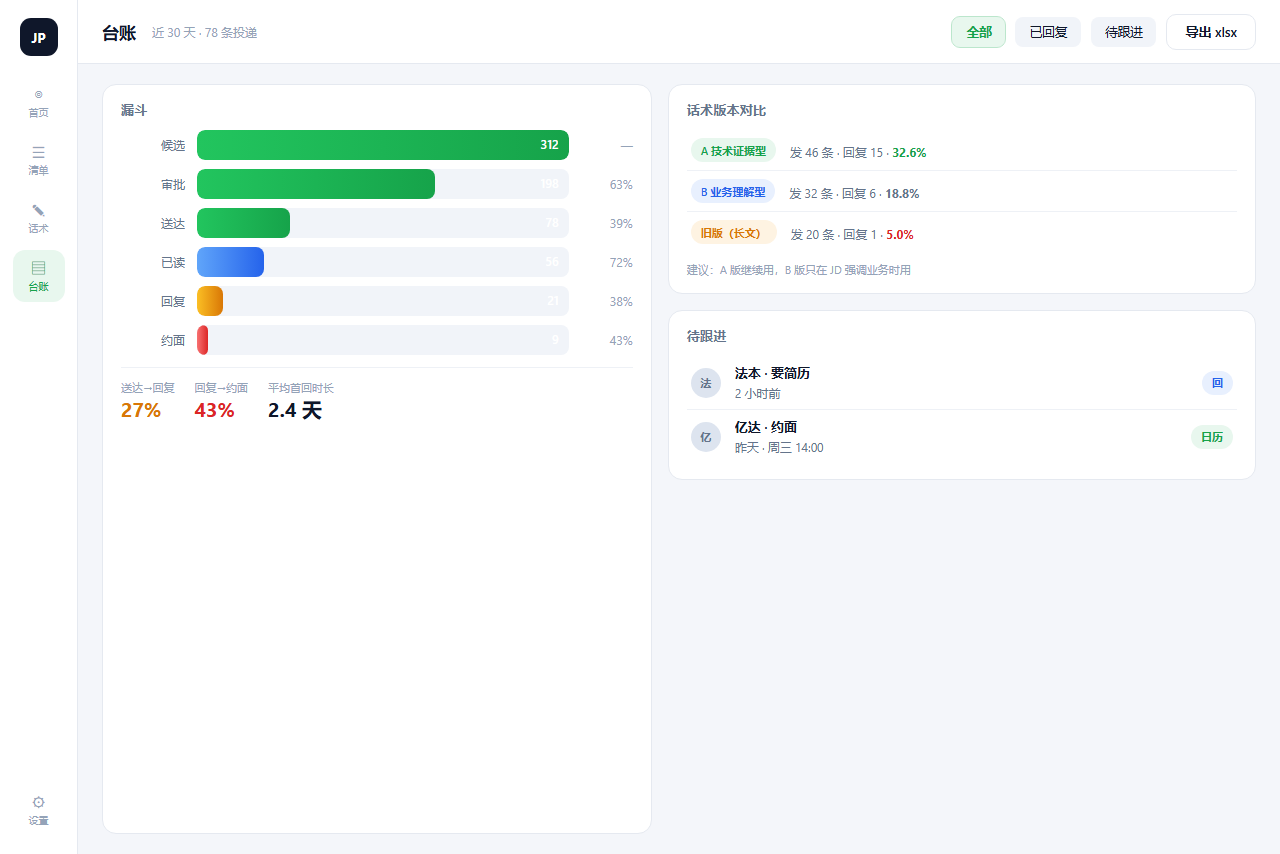 JP
首页
清单
话术
台账
设置
台账
近 30 天 · 78 条投递
全部
已回复
待跟进
导出 xlsx
漏斗
候选 312 —
审批 198 63%
送达 78 39%
已读 56 72%
回复 21 38%
约面 9 43%
送达→回复
27%
回复→约面
43%
平均首回时长
2.4 天
话术版本对比
A 技术证据型 发 46 条 · 回复 15 · 32.6%
B 业务理解型 发 32 条 · 回复 6 · 18.8%
旧版（长文） 发 20 条 · 回复 1 · 5.0%
建议：A 版继续用，B 版只在 JD 强调业务时用
待跟进
法
法本 · 要简历
2 小时前
回
亿
亿达 · 约面
昨天 · 周三 14:00
日历